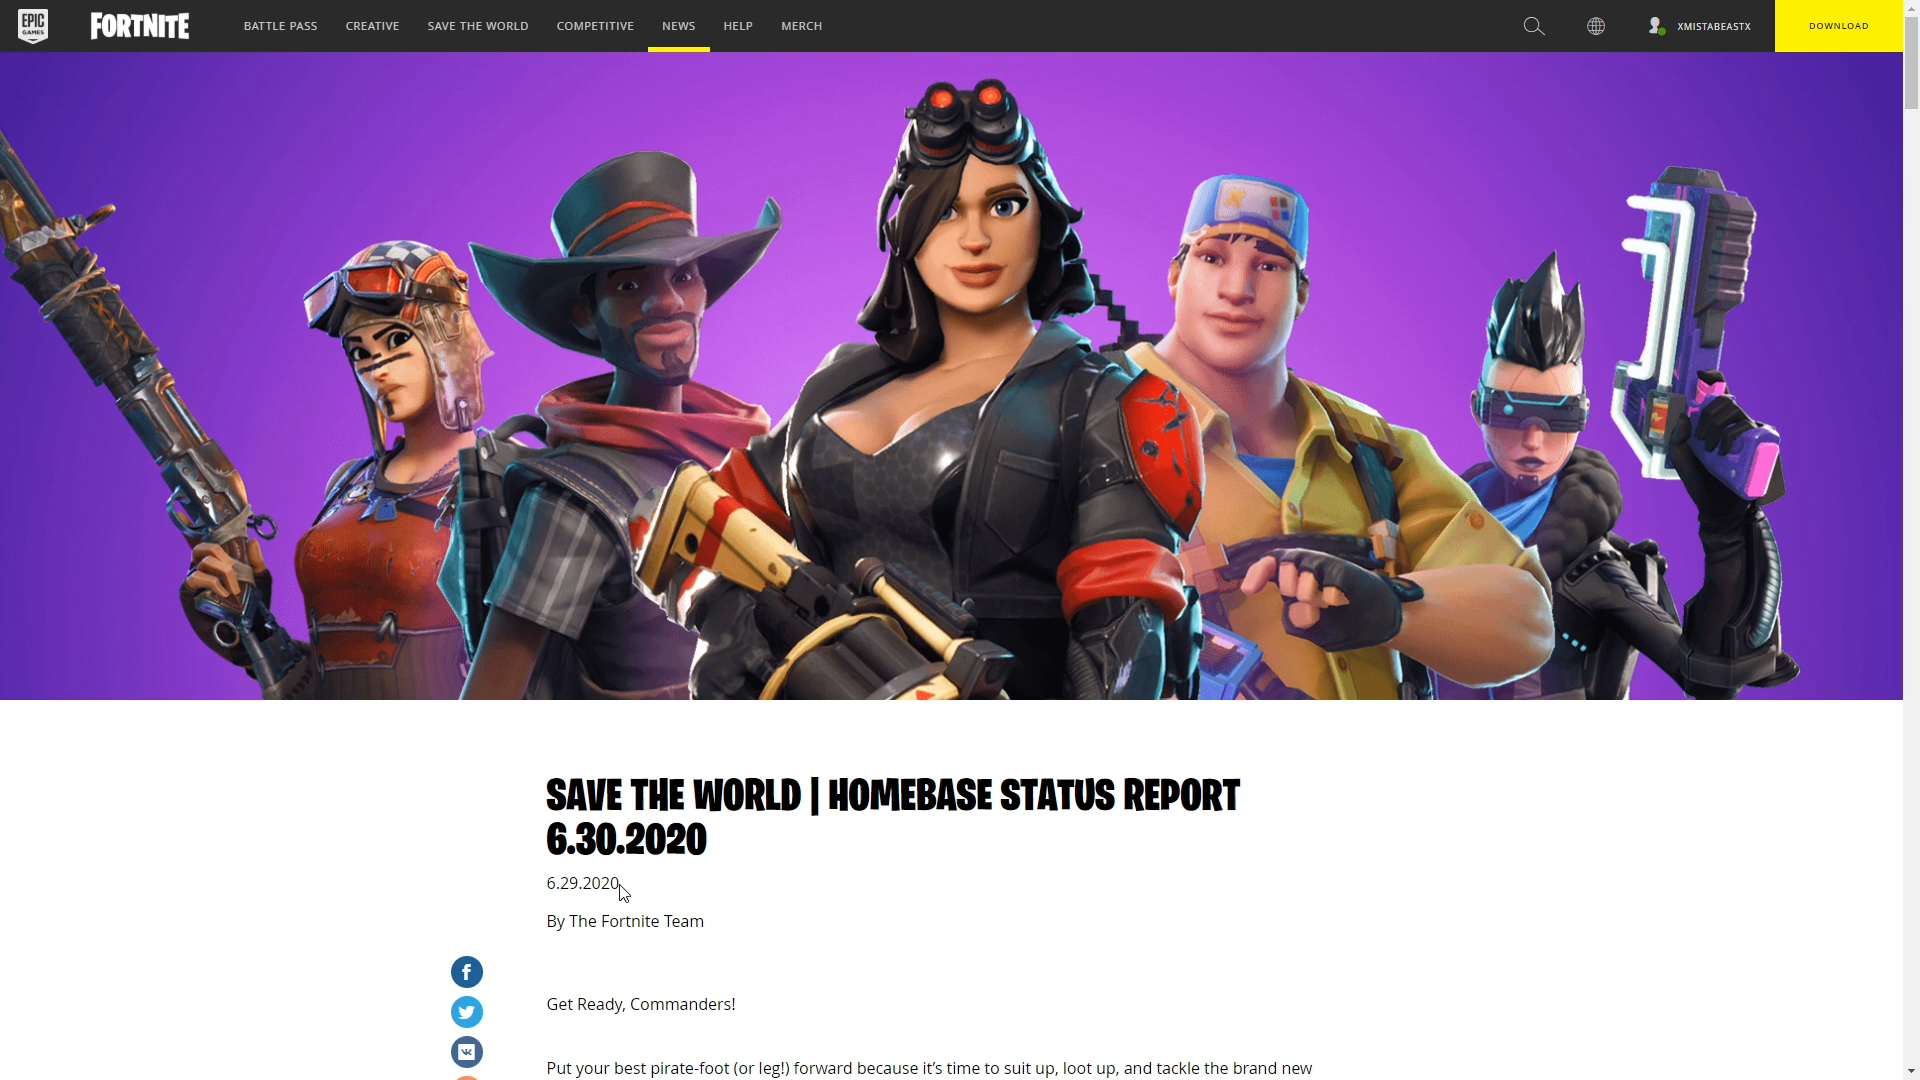 EPIC
GAMES
FORTNITE
BATTLE PASS
CREATIVE
SAVE THE WORLD
COMPETITIVE
NEWS
HELP
MERCH
XMISTABEASTX
DOWNLOAD
SAVE THE WORLD | HOMEBASE STATUS REPORT
6.30.2020
6.29.2020
By The Fortnite Team
Get Ready, Commanders!
Put your best pirate-foot (or leg!) forward because it’s time to suit up, loot up, and tackle the brand new